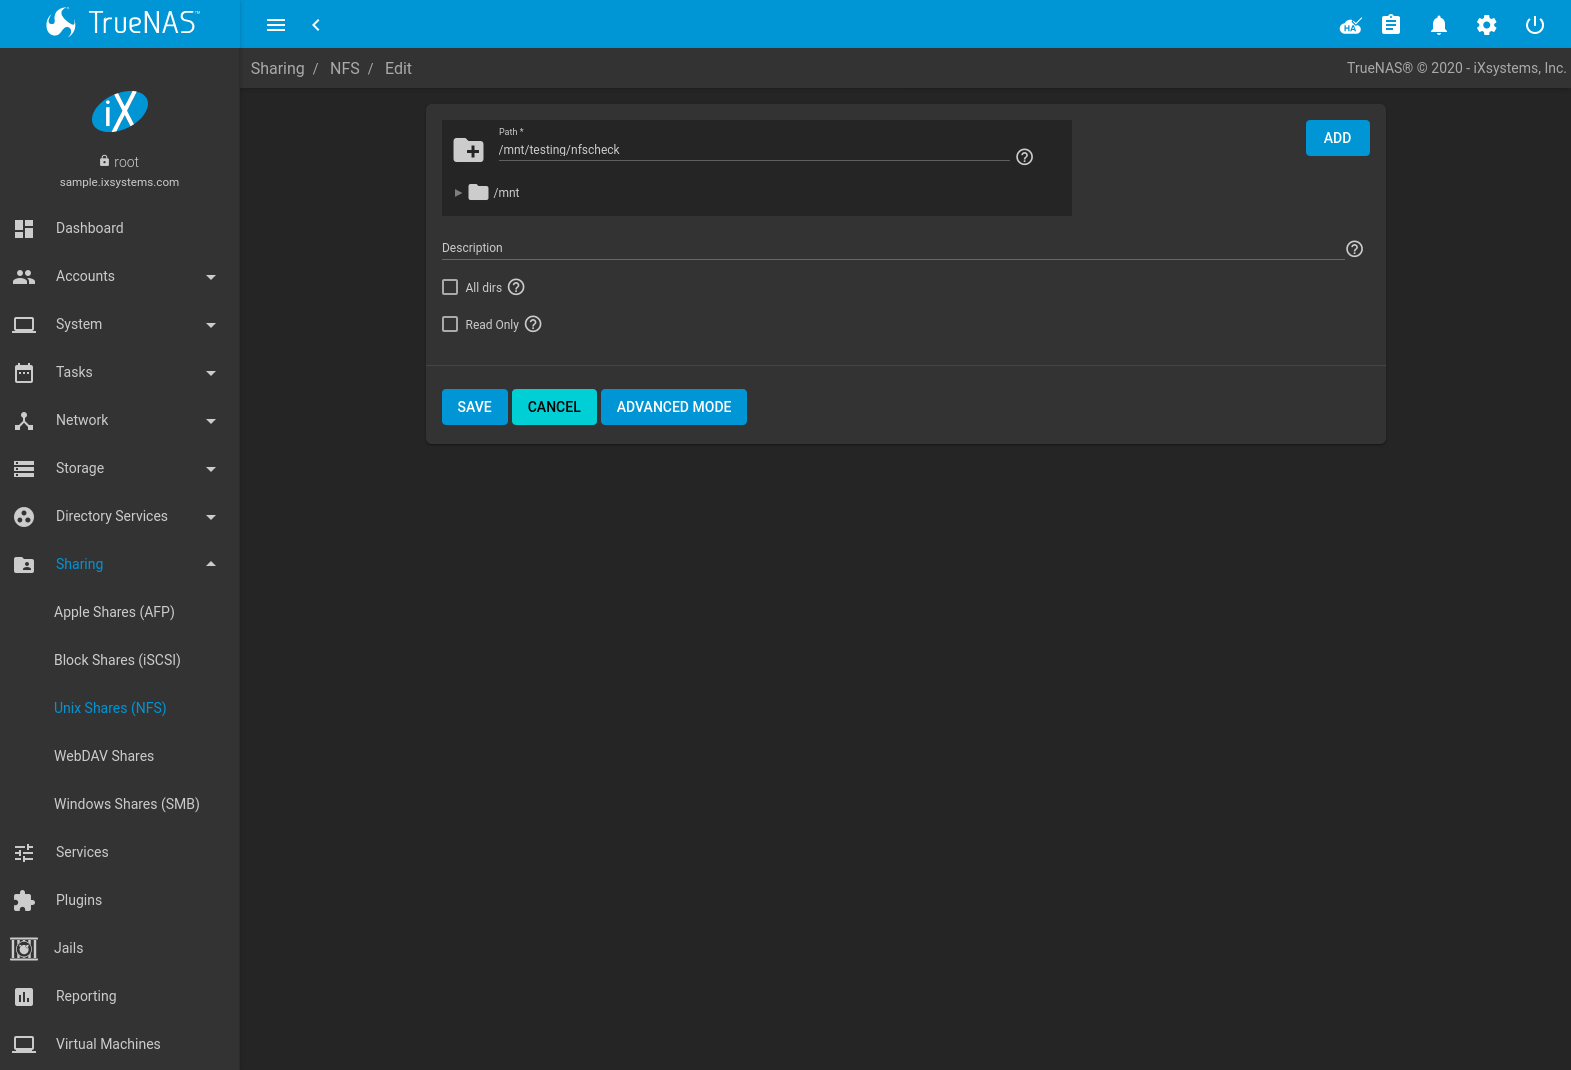 TrueNAS™
HA
Sharing / NFS / Edit
TrueNAS® © 2020 - iXsystems, Inc.
iX
root
sample.ixsystems.com
Dashboard
Accounts
System
Tasks
Network
Storage
Directory Services
Sharing
Apple Shares (AFP)
Block Shares (iSCSI)
Unix Shares (NFS)
WebDAV Shares
Windows Shares (SMB)
Services
Plugins
Jails
Reporting
Virtual Machines
Path *
/mnt/testing/nfscheck
/mnt
ADD
Description
All dirs
Read Only
SAVE CANCEL ADVANCED MODE